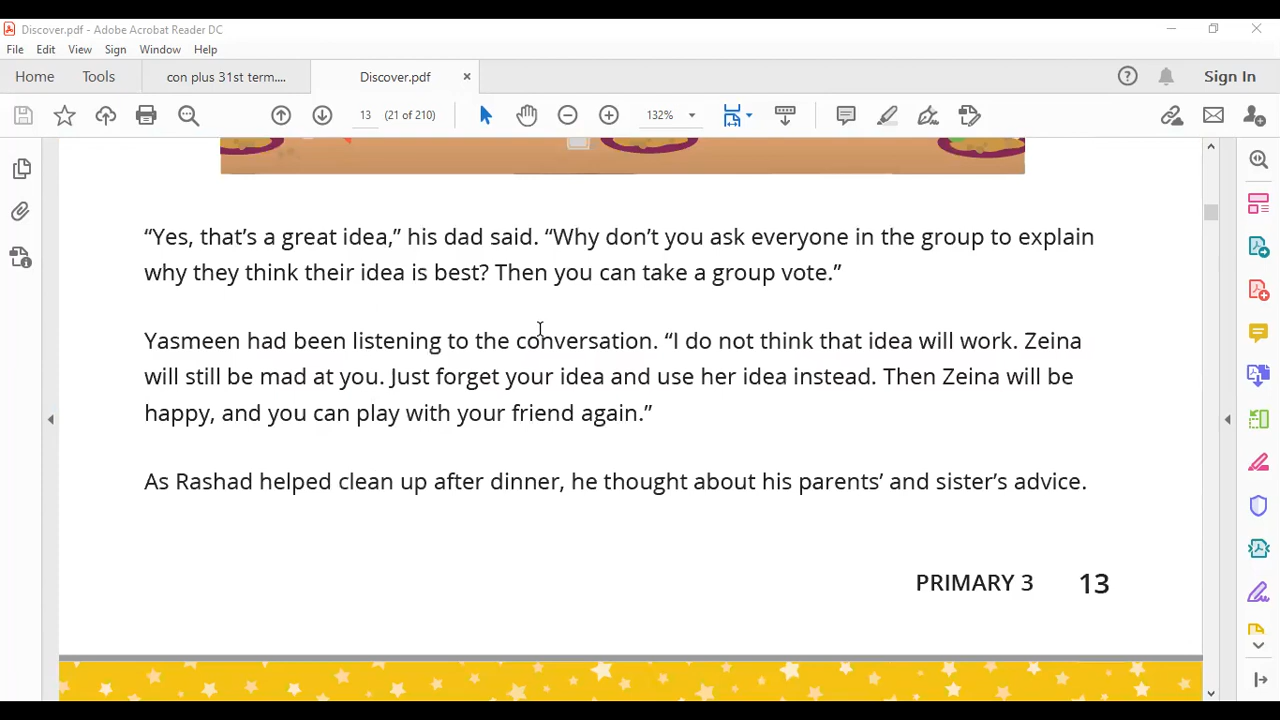 Discover.pdf - Adobe Acrobat Reader DC
File Edit View Sign Window Help
Home Tools con plus 31st term.... Discover.pdf × Sign In
13 (21 of 210) 132%
“Yes, that’s a great idea,” his dad said. “Why don’t you ask everyone in the group to explain
why they think their idea is best? Then you can take a group vote.”
Yasmeen had been listening to the conversation. “I do not think that idea will work. Zeina
will still be mad at you. Just forget your idea and use her idea instead. Then Zeina will be
happy, and you can play with your friend again.”
As Rashad helped clean up after dinner, he thought about his parents’ and sister’s advice.
PRIMARY 3 13